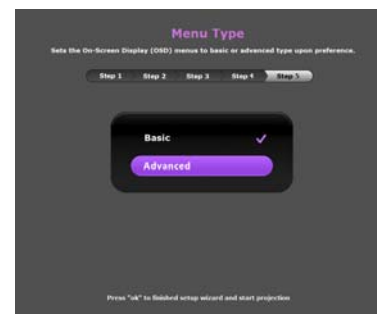 Menu Type
Sets the On-Screen Display (OSD) menus to basic or advanced type upon preference.
Step 1 Step 2 Step 3 Step 4 Step 5
Basic
Advanced
Press "ok" to finished setup wizard and start projection